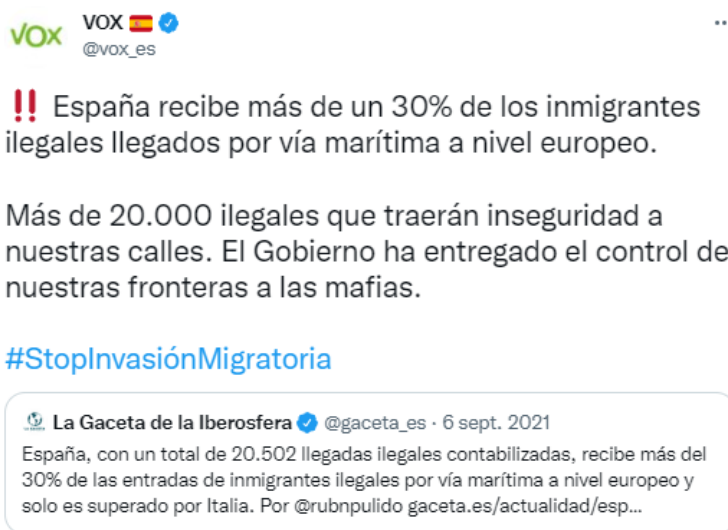 VOX
VOX 🇪🇸
@vox_es
‼️ España recibe más de un 30% de los inmigrantes
ilegales llegados por vía marítima a nivel europeo.
Más de 20.000 ilegales que traerán inseguridad a
nuestras calles. El Gobierno ha entregado el control de
nuestras fronteras a las mafias.
#StopInvasiónMigratoria
La Gaceta de la Iberosfera @gaceta_es · 6 sept. 2021
España, con un total de 20.502 llegadas ilegales contabilizadas, recibe más del
30% de las entradas de inmigrantes ilegales por vía marítima a nivel europeo y
solo es superado por Italia. Por @rubnpulido gaceta.es/actualidad/esp...